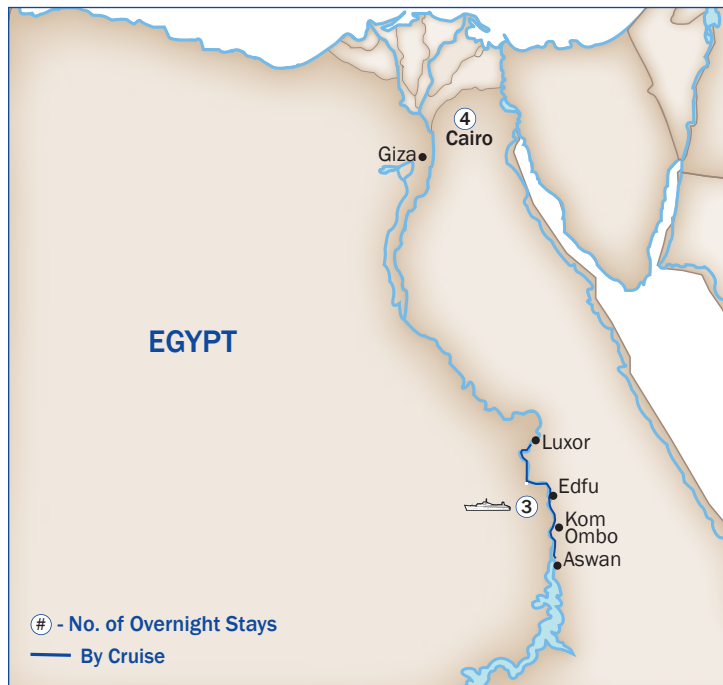 4
Cairo
Giza
EGYPT
Luxor
Edfu
3
Kom
Ombo
Aswan
# - No. of Overnight Stays
By Cruise